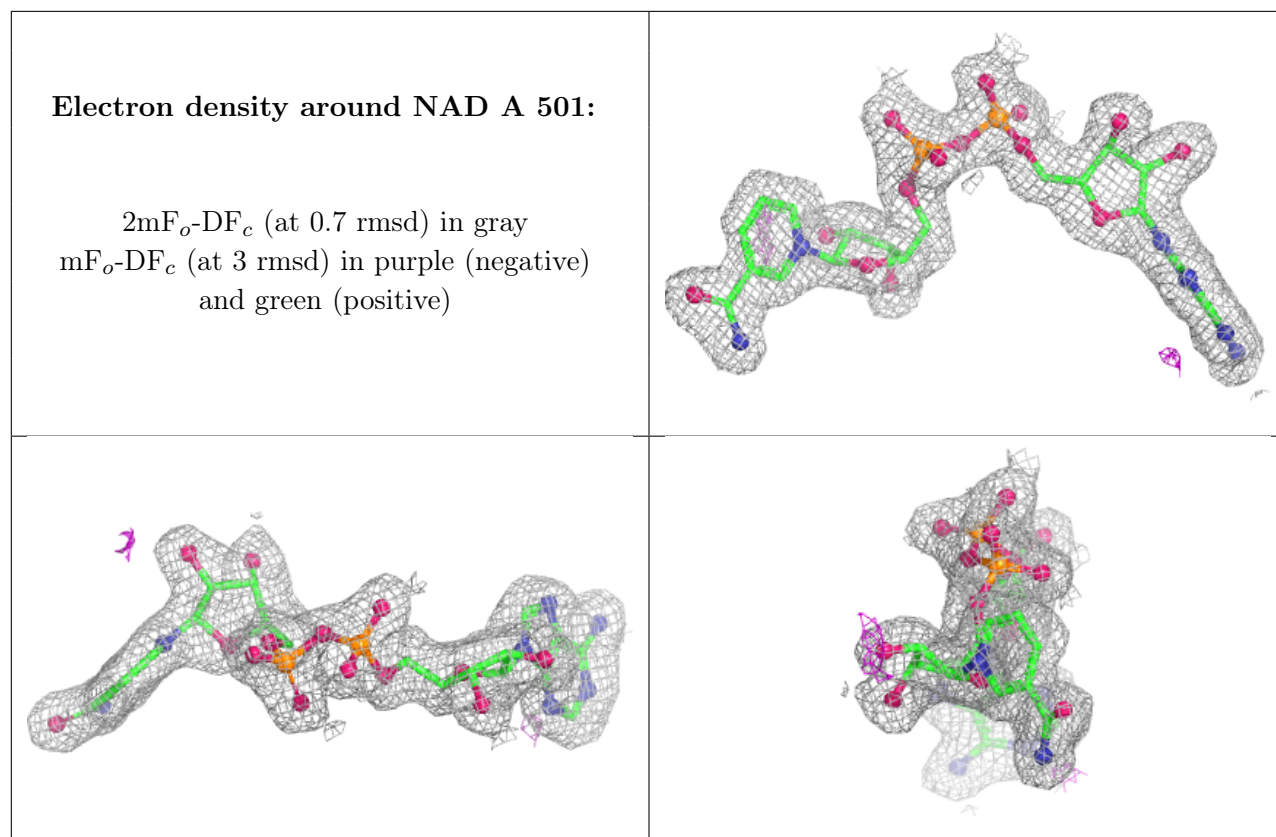 Electron density around NAD A 501:
2mFo-DFc (at 0.7 rmsd) in gray
mFo-DFc (at 3 rmsd) in purple (negative)
and green (positive)